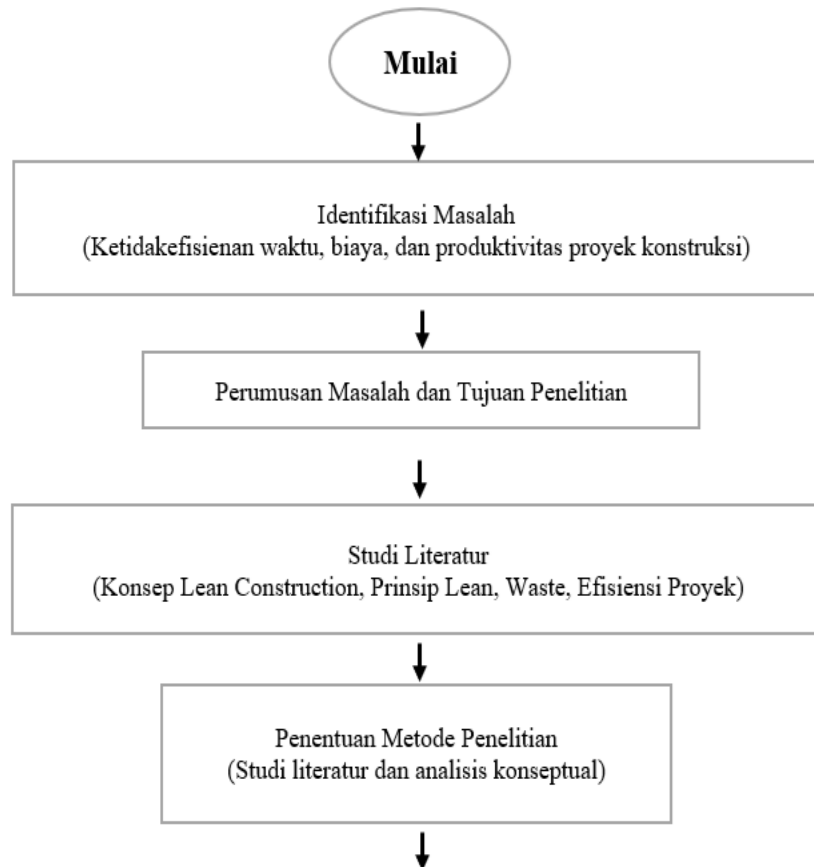 Mulai
Identifikasi Masalah
(Ketidakefisienan waktu, biaya, dan produktivitas proyek konstruksi)
Perumusan Masalah dan Tujuan Penelitian
Studi Literatur
(Konsep Lean Construction, Prinsip Lean, Waste, Efisiensi Proyek)
Penentuan Metode Penelitian
(Studi literatur dan analisis konseptual)